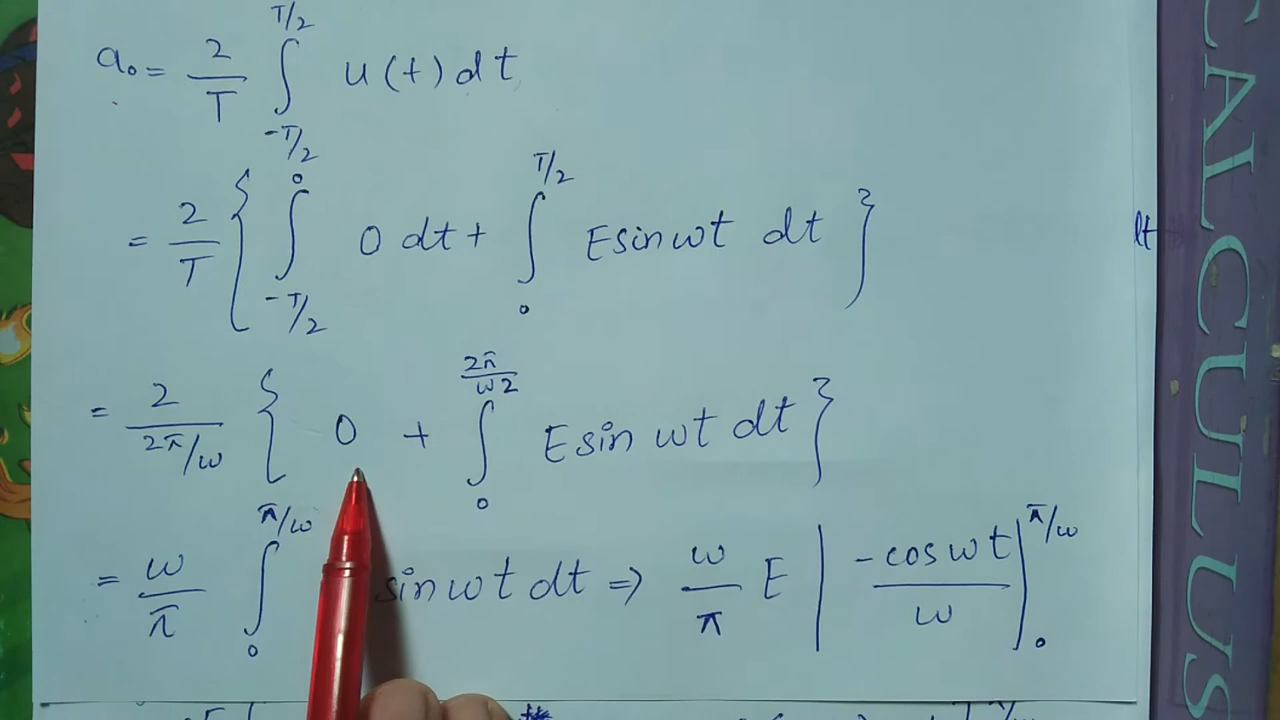 a₀ = 2/T ∫_{-T/2}^{T/2} u(t) dt
= 2/T { ∫_{-T/2}^{0} 0 dt + ∫_{0}^{T/2} E sin ωt dt }
= 2/(2π/ω) { 0 + ∫_{0}^{2π/ω2} E sin ωt dt }
= ω/π ∫_{0}^{π/ω} sin ωt dt ⇒ ω/π E | -cos ωt/ω |_{0}^{π/ω}
CALCULUS